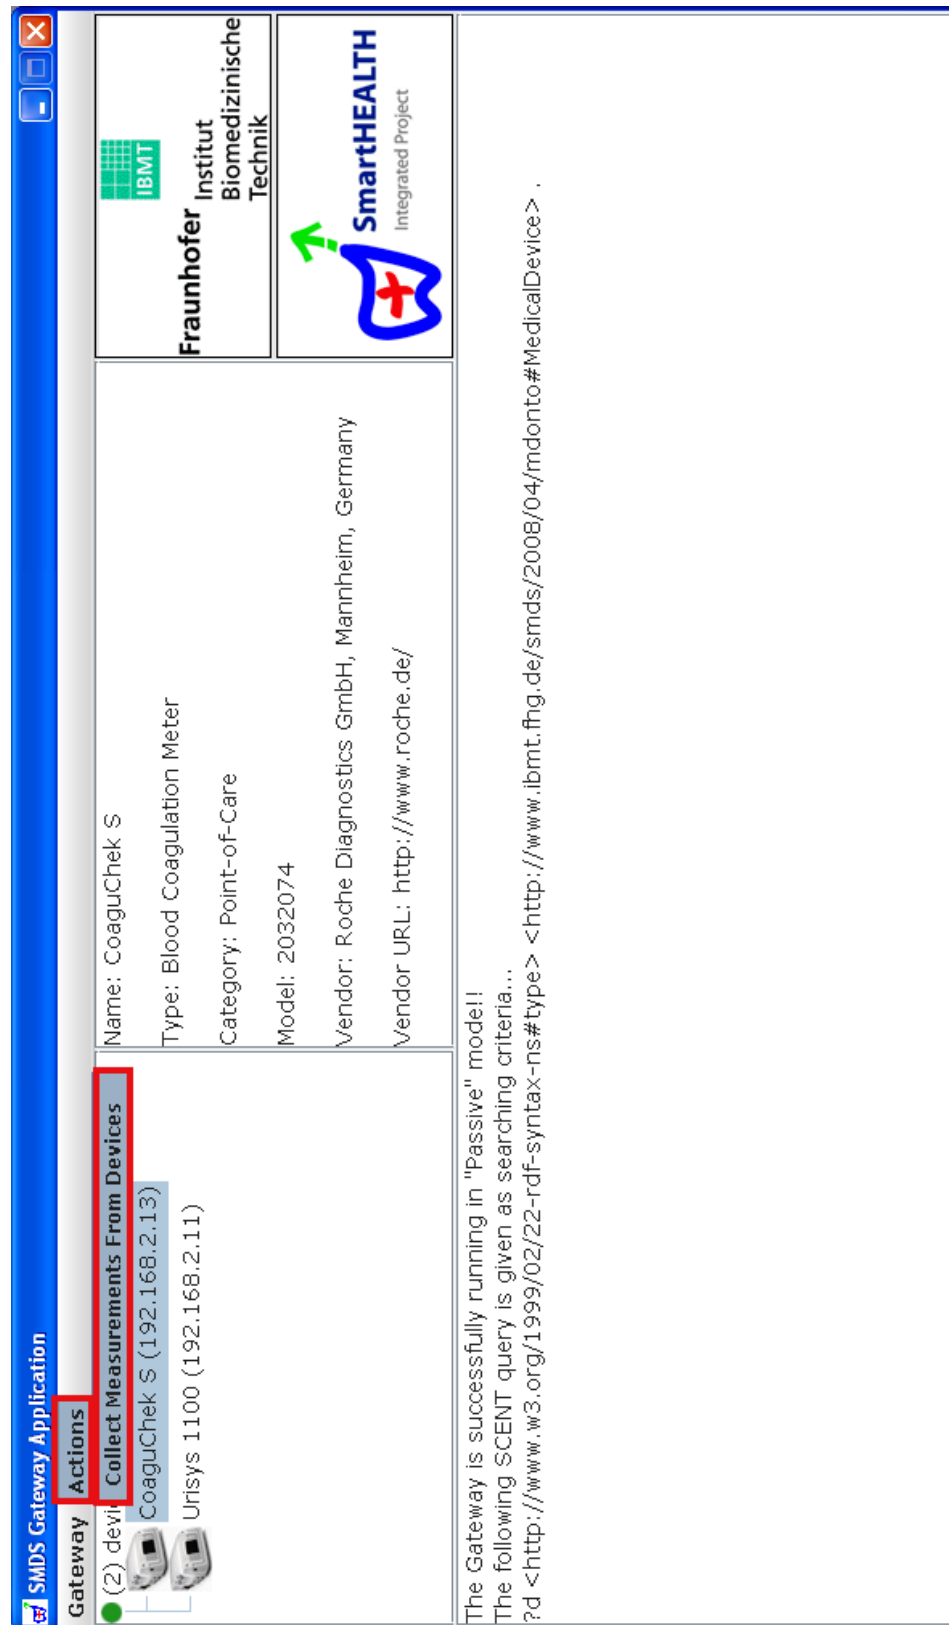 SMDS Gateway Application
Gateway Actions
(2) devi
Collect Measurements From Devices
CoaguChek S (192.168.2.13)
Urisys 1100 (192.168.2.11)
Name: CoaguChek S
Type: Blood Coagulation Meter
Category: Point-of-Care
Model: 2032074
Vendor: Roche Diagnostics GmbH, Mannheim, Germany
Vendor URL: http://www.roche.de/
IBMT
Fraunhofer Institut
Biomedizinische
Technik
SmartHEALTH
Integrated Project
The Gateway is successfully running in "Passive" mode!!
The following SCENT query is given as searching criteria...
?d <http://www.w3.org/1999/02/22-rdf-syntax-ns#type> <http://www.ibmt.fhg.de/smds/2008/04/mdonto#MedicalDevice> .